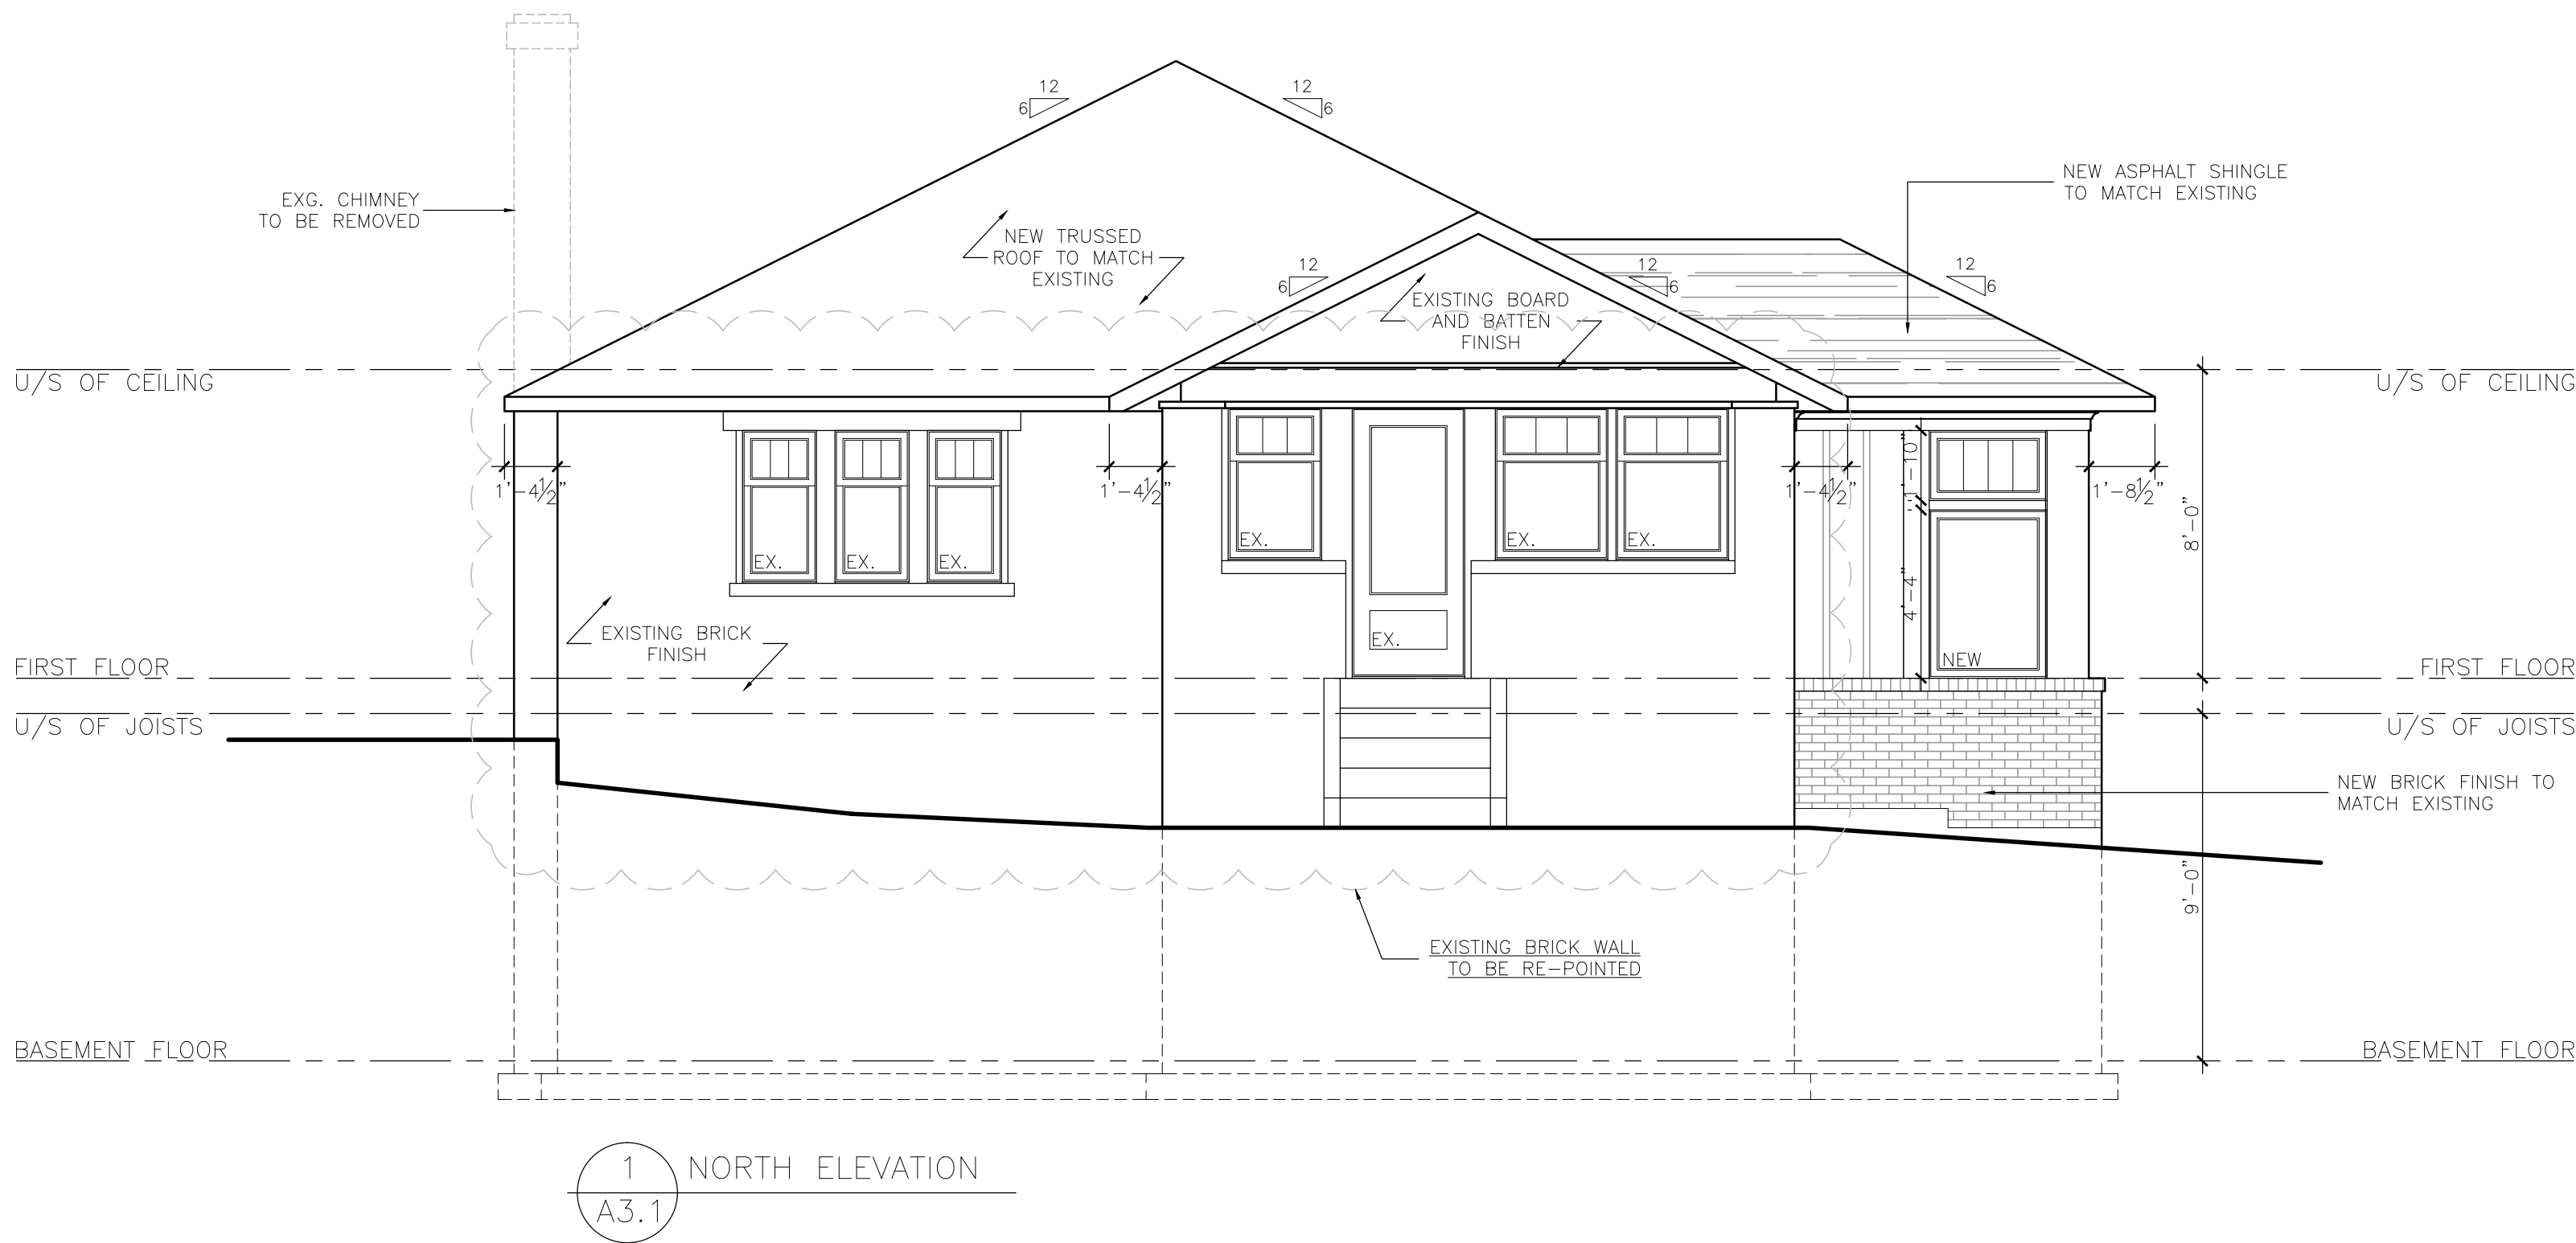 12
6
12
6
EXG. CHIMNEY
TO BE REMOVED
NEW ASPHALT SHINGLE
TO MATCH EXISTING
NEW TRUSSED
ROOF TO MATCH
EXISTING
12
6
12
6
12
6
EXISTING BOARD
AND BATTEN
FINISH
U/S OF CEILING
U/S OF CEILING
1'-4½"
1'-4½"
1'-4½"
1'-10"
1'-8½"
8'-0"
EX.
EX.
EX.
EX.
EX.
EX.
EX.
4'-4"
NEW
EXISTING BRICK
FINISH
FIRST FLOOR
FIRST FLOOR
U/S OF JOISTS
U/S OF JOISTS
NEW BRICK FINISH TO
MATCH EXISTING
9'-0"
EXISTING BRICK WALL
TO BE RE-POINTED
BASEMENT FLOOR
BASEMENT FLOOR
1
NORTH ELEVATION
A3.1